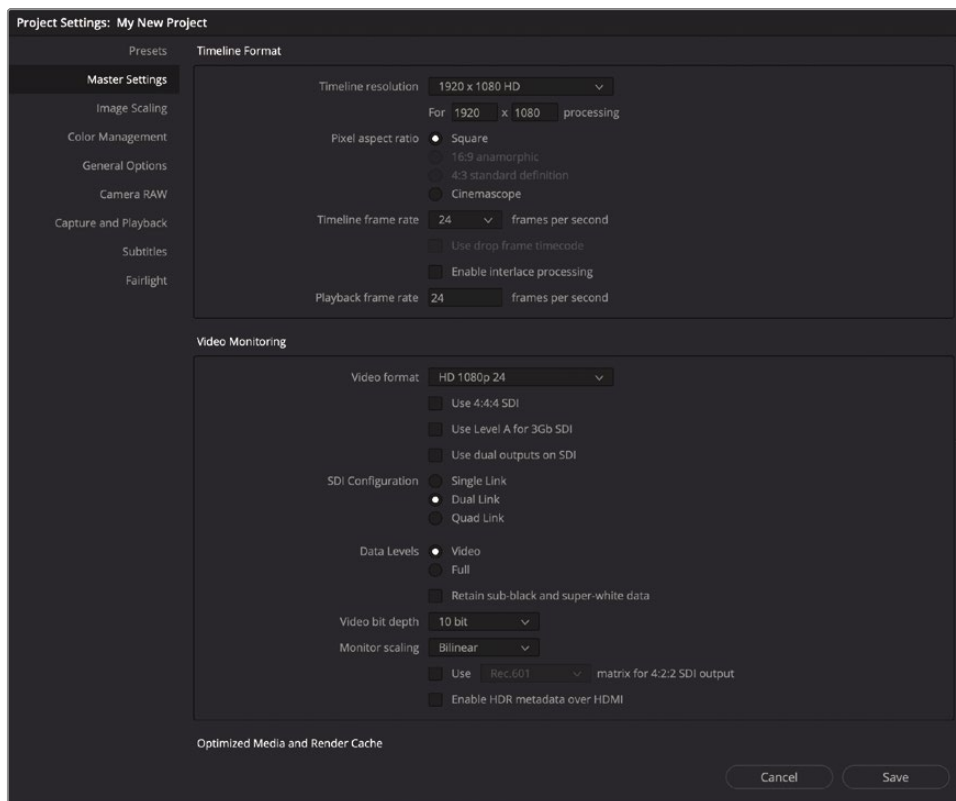 Project Settings: My New Project
Presets
Master Settings
Image Scaling
Color Management
General Options
Camera RAW
Capture and Playback
Subtitles
Fairlight
Timeline Format
Timeline resolution 1920 x 1080 HD
For 1920 x 1080 processing
Pixel aspect ratio Square
16:9 anamorphic
4:3 standard definition
Cinemascope
Timeline frame rate 24 frames per second
Use drop frame timecode
Enable interlace processing
Playback frame rate 24 frames per second
Video Monitoring
Video format HD 1080p 24
Use 4:4:4 SDI
Use Level A for 3Gb SDI
Use dual outputs on SDI
SDI Configuration Single Link
Dual Link
Quad Link
Data Levels Video
Full
Retain sub-black and super-white data
Video bit depth 10 bit
Monitor scaling Bilinear
Use Rec.601 matrix for 4:2:2 SDI output
Enable HDR metadata over HDMI
Optimized Media and Render Cache
Cancel Save